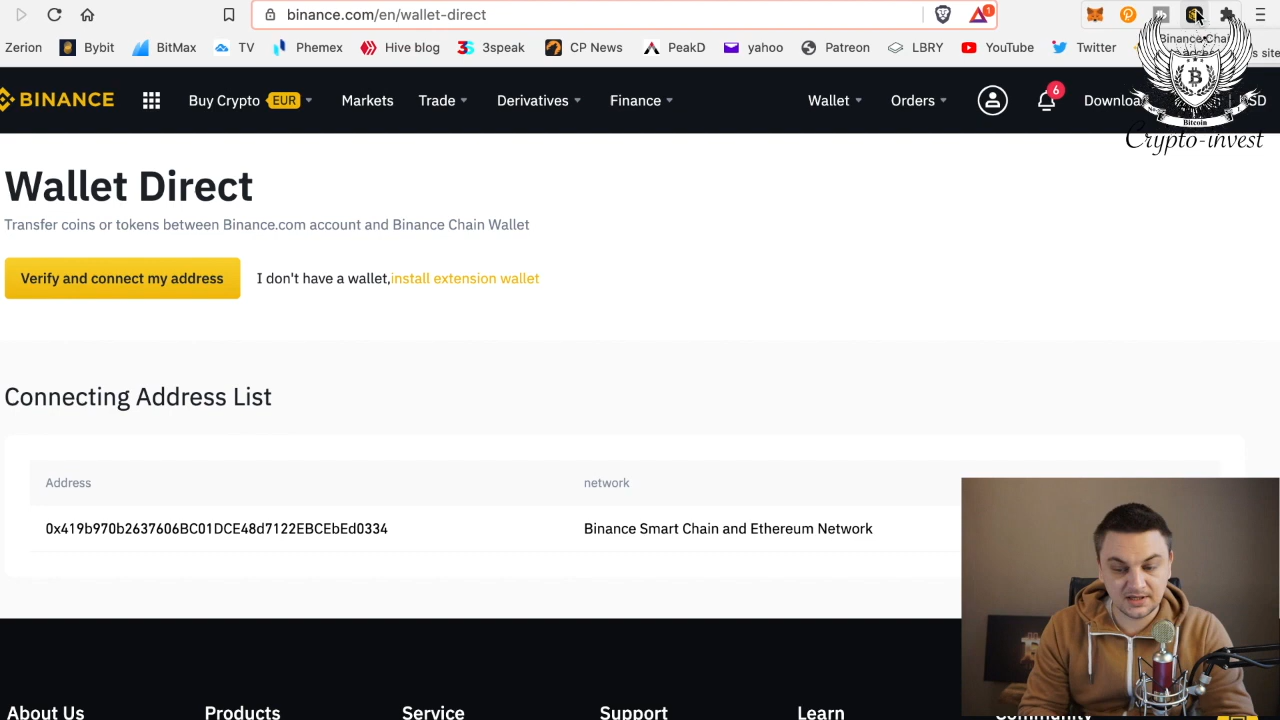 binance.com/en/wallet-direct
1
Zerion Bybit BitMax TV Phemex Hive blog 3speak CP News PeakD yahoo Patreon LBRY YouTube Twitter
BINANCE Buy Crypto EUR Markets Trade Derivatives Finance Wallet Orders 6
Bitcoin
Crypto-invest
Wallet Direct
Transfer coins or tokens between Binance.com account and Binance Chain Wallet
Verify and connect my address I don't have a wallet,install extension wallet
Connecting Address List
Address network
0x419b970b2637606BC01DCE48d7122EBCEbEd0334 Binance Smart Chain and Ethereum Network
About Us Products Service Support Learn Community